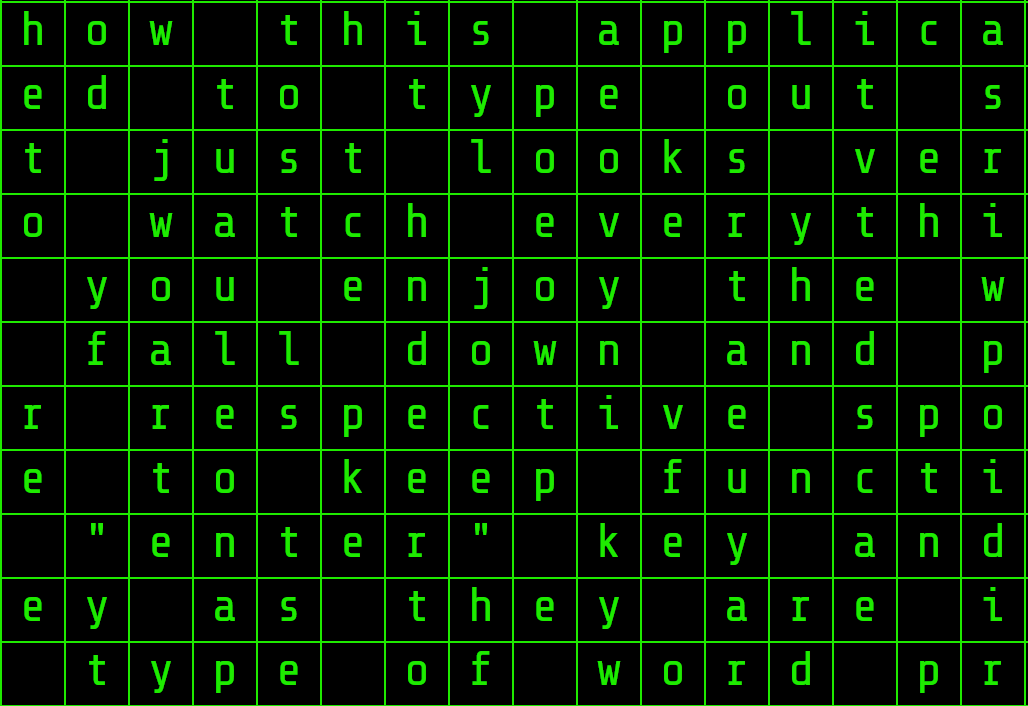 how this applica
ed to type out s
t just looks ver
o watch everythi
you enjoy the w
fall down and p
r respective spo
e to keep functi
"enter" key and
ey as they are i
type of word pr